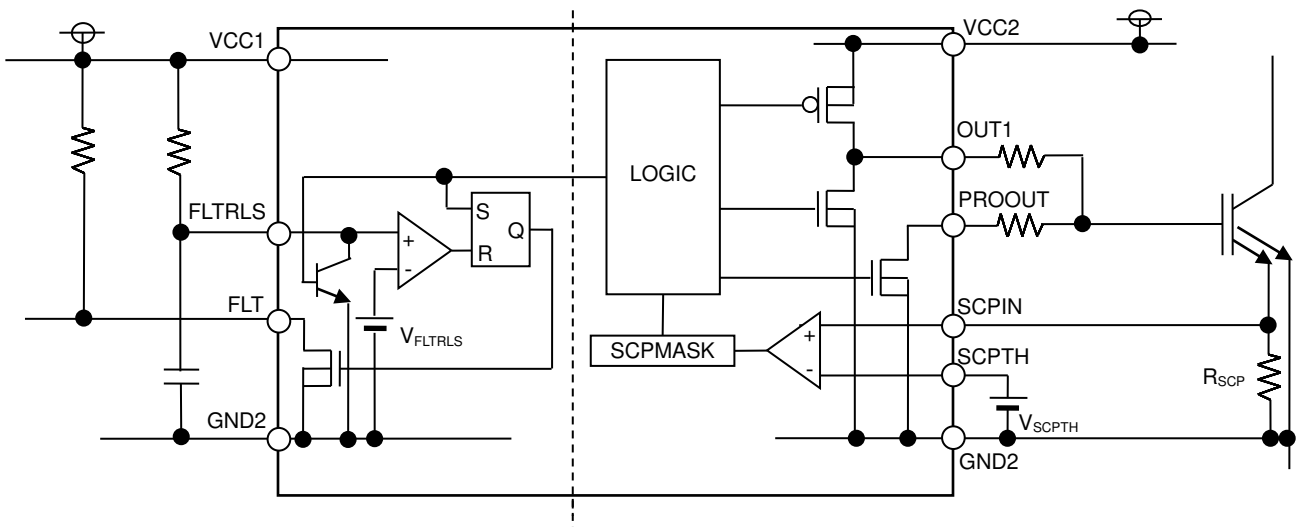 VCC1
VCC2
OUT1
LOGIC
PROOUT
FLTRLS
S
Q
+
R
-
FLT
SCPIN
VFLTRLS
+
SCPMASK
SCPTH
-
RSCP
GND2
VSCPTH
GND2